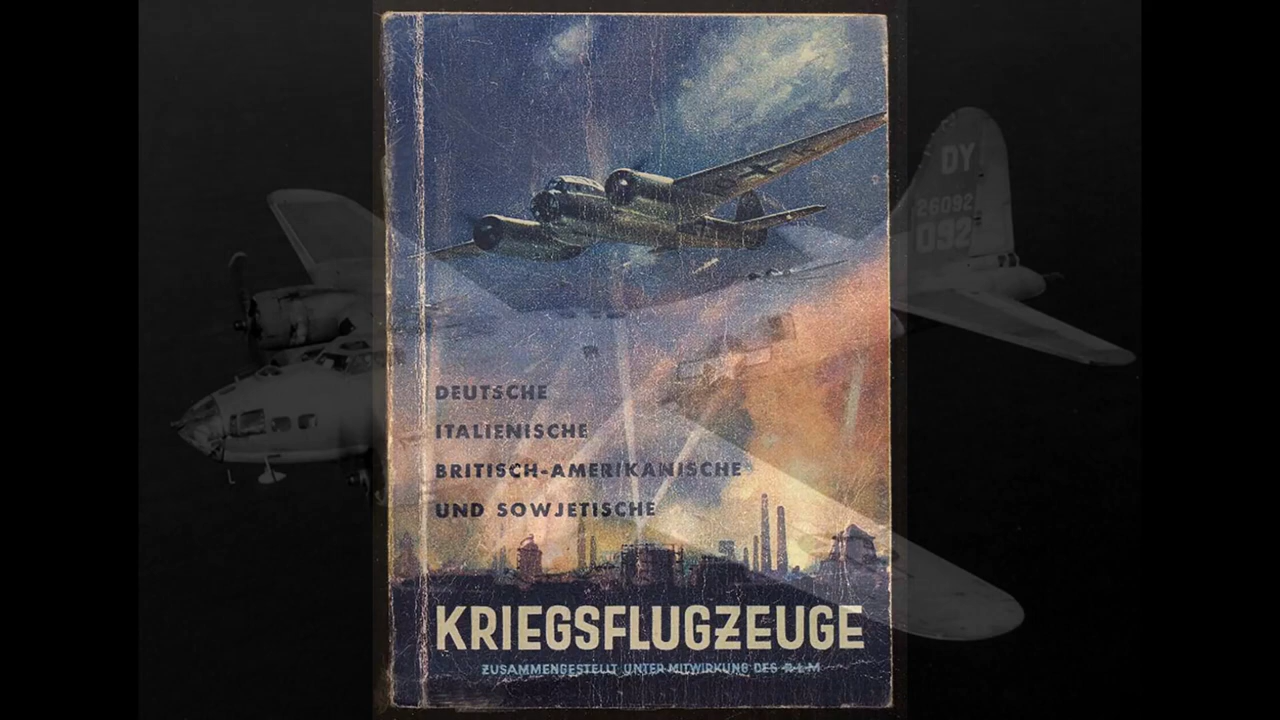 DY
26092
092
DEUTSCHE
ITALIENISCHE
BRITISCH-AMERIKANISCHE
UND SOWJETISCHE
KRIEGSFLUGZEUGE
ZUSAMMENGESTELLT UNTER MITWIRKUNG DES R·L·M